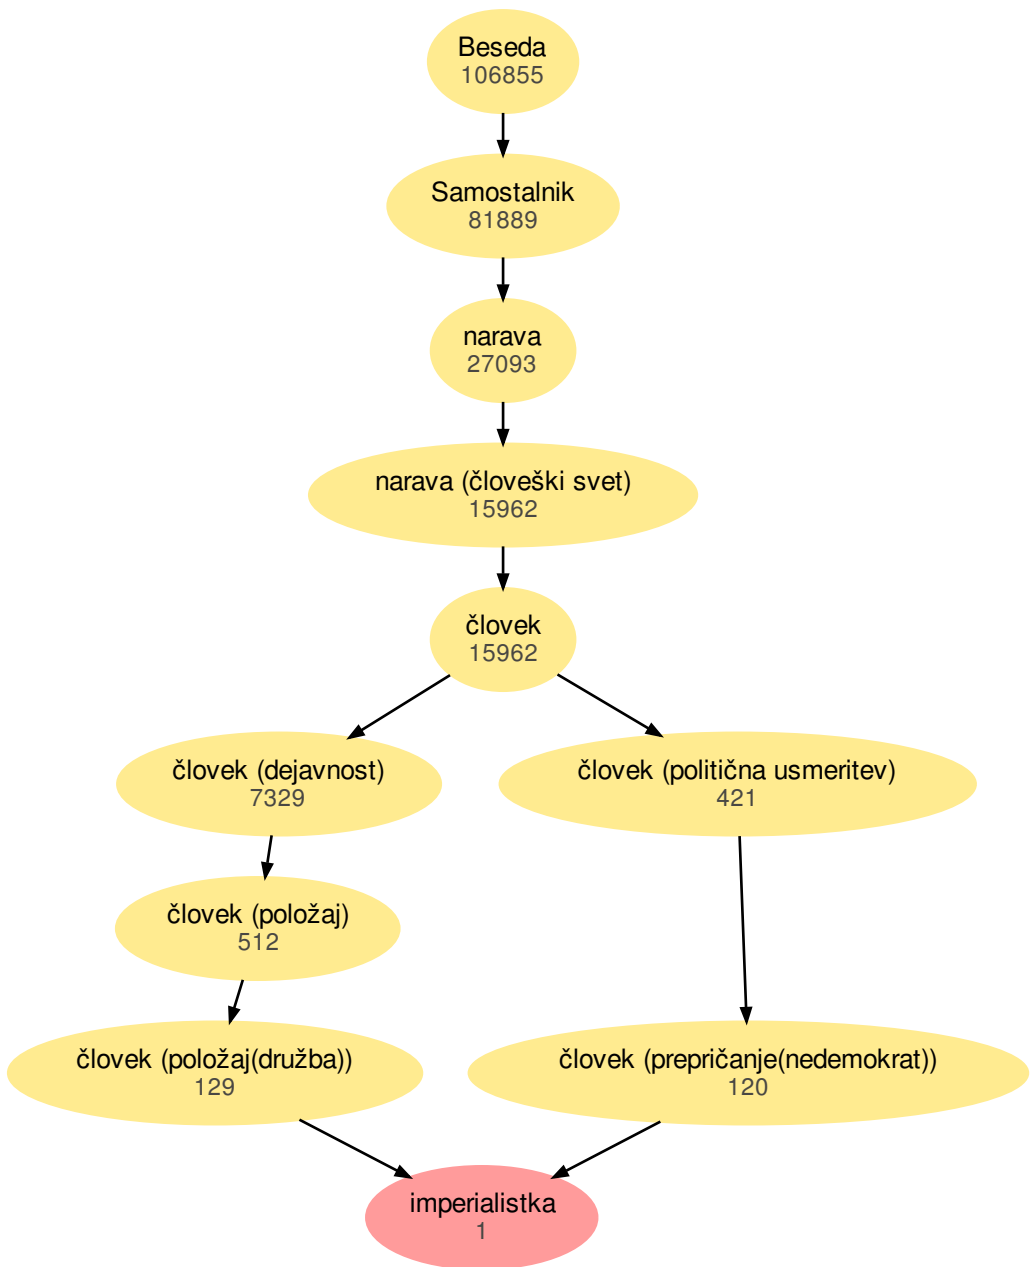 Beseda
106855
Samostalnik
81889
narava
27093
narava (človeški svet)
15962
človek
15962
človek (dejavnost)
7329
človek (politična usmeritev)
421
človek (položaj)
512
človek (položaj(družba))
129
človek (prepričanje(nedemokrat))
120
imperialistka
1